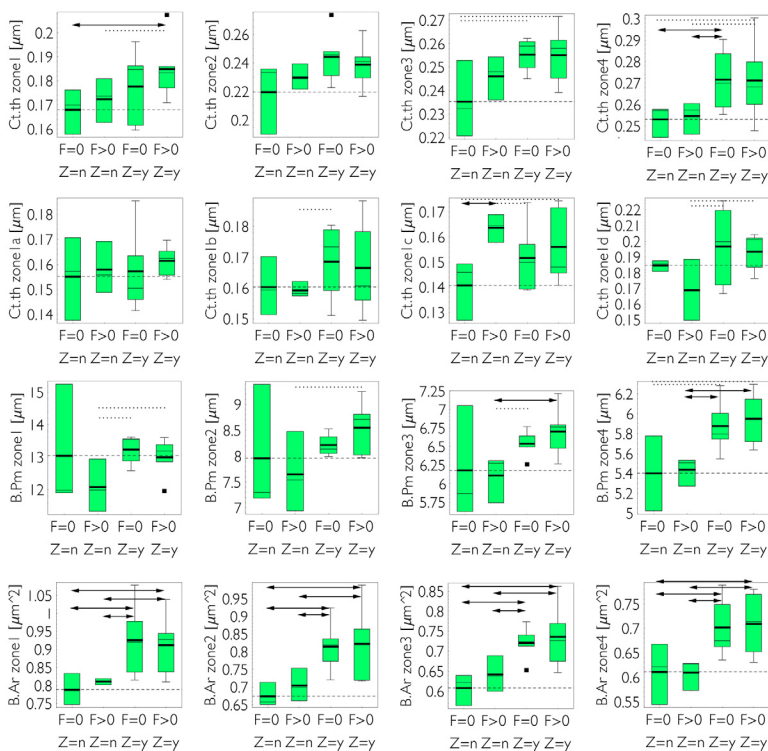 Ct.th zone1 [µm]
0.2
0.19
0.18
0.17
0.16
F=0 F>0 F=0 F>0
Z=n Z=n Z=y Z=y
Ct.th zone2 [µm]
0.26
0.24
0.22
0.2
F=0 F>0 F=0 F>0
Z=n Z=n Z=y Z=y
Ct.th zone3 [µm]
0.27
0.26
0.25
0.24
0.23
0.22
F=0 F>0 F=0 F>0
Z=n Z=n Z=y Z=y
Ct.th zone4 [µm]
0.3
0.29
0.28
0.27
0.26
0.25
F=0 F>0 F=0 F>0
Z=n Z=n Z=y Z=y
Ct.th zone1a [µm]
0.18
0.17
0.16
0.15
0.14
F=0 F>0 F=0 F>0
Z=n Z=n Z=y Z=y
Ct.th zone1b [µm]
0.18
0.17
0.16
0.15
F=0 F>0 F=0 F>0
Z=n Z=n Z=y Z=y
Ct.th zone1c [µm]
0.17
0.16
0.15
0.14
0.13
F=0 F>0 F=0 F>0
Z=n Z=n Z=y Z=y
Ct.th zone1d [µm]
0.22
0.21
0.2
0.19
0.18
0.17
0.16
0.15
F=0 F>0 F=0 F>0
Z=n Z=n Z=y Z=y
B.Pm zone1 [µm]
15
14
13
12
F=0 F>0 F=0 F>0
Z=n Z=n Z=y Z=y
B.Pm zone2 [µm]
9
8.5
8
7.5
7
F=0 F>0 F=0 F>0
Z=n Z=n Z=y Z=y
B.Pm zone3 [µm]
7.25
7
6.75
6.5
6.25
6
5.75
F=0 F>0 F=0 F>0
Z=n Z=n Z=y Z=y
B.Pm zone4 [µm]
6.2
6
5.8
5.6
5.4
5.2
5
F=0 F>0 F=0 F>0
Z=n Z=n Z=y Z=y
B.Ar zone1 [µm^2]
1.05
1
0.95
0.90
0.85
0.8
0.75
F=0 F>0 F=0 F>0
Z=n Z=n Z=y Z=y
B.Ar zone2 [µm^2]
0.95
0.9
0.85
0.8
0.75
0.7
0.65
F=0 F>0 F=0 F>0
Z=n Z=n Z=y Z=y
B.Ar zone3 [µm^2]
0.85
0.8
0.75
0.7
0.65
0.6
F=0 F>0 F=0 F>0
Z=n Z=n Z=y Z=y
B.Ar zone4 [µm^2]
0.75
0.7
0.65
0.6
0.55
F=0 F>0 F=0 F>0
Z=n Z=n Z=y Z=y